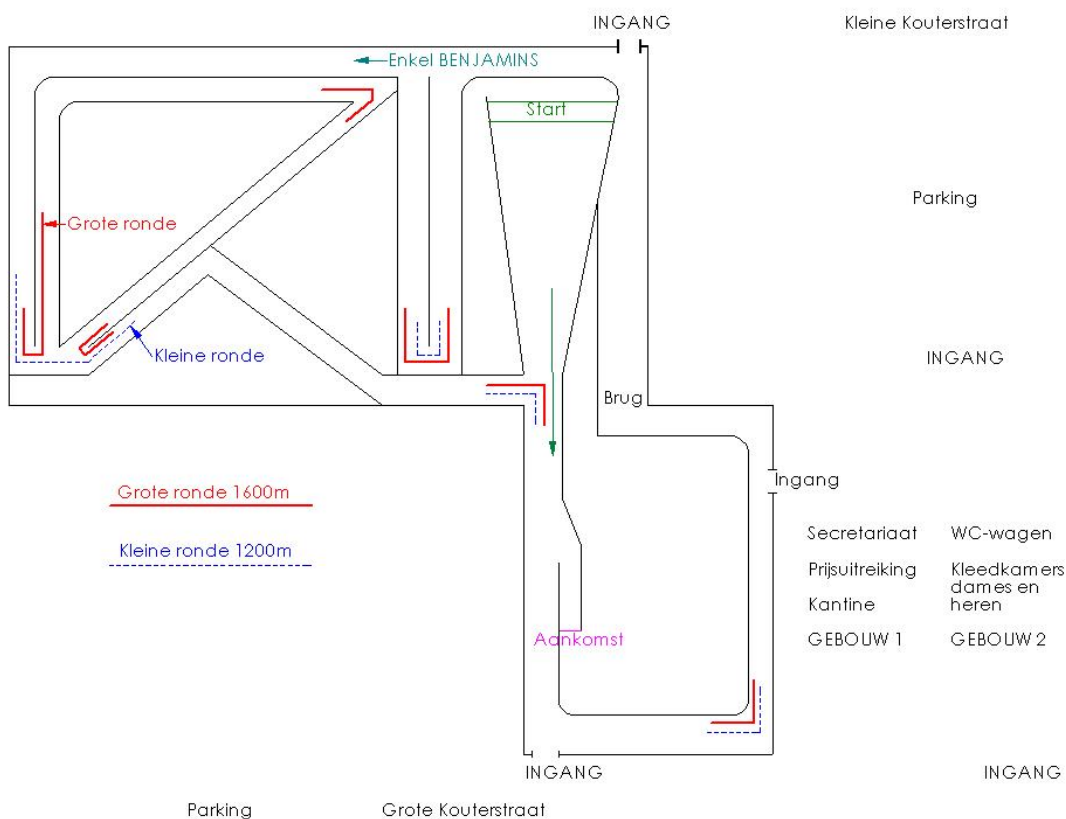 INGANG
Kleine Kouterstraat
Enkel BENJAMINS
Start
Parking
Grote ronde
Kleine ronde
INGANG
Brug
Ingang
Grote ronde 1600m
Kleine ronde 1200m
Secretariaat
WC-wagen
Prijsuitreiking
Kleedkamers
dames en
heren
Kantine
GEBOUW 1
GEBOUW 2
Aankomst
INGANG
INGANG
Parking
Grote Kouterstraat